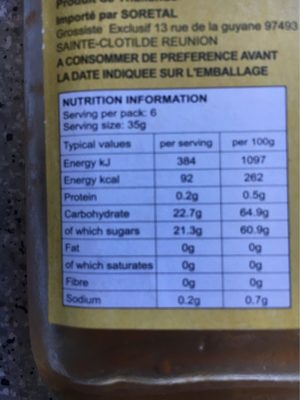 Produit de Thailande
Importé par SORETAL
Grossiste Exclusif 13 rue de la guyane 97493
SAINTE-CLOTILDE REUNION
A CONSOMMER DE PREFERENCE AVANT
LA DATE INDIQUEE SUR L'EMBALLAGE
NUTRITION INFORMATION
Serving per pack: 6
Serving size: 35g
Typical values per serving per 100g
Energy kJ 384 1097
Energy kcal 92 262
Protein 0.2g 0.5g
Carbohydrate 22.7g 64.9g
of which sugars 21.3g 60.9g
Fat 0g 0g
of which saturates 0g 0g
Fibre 0g 0g
Sodium 0.2g 0.7g